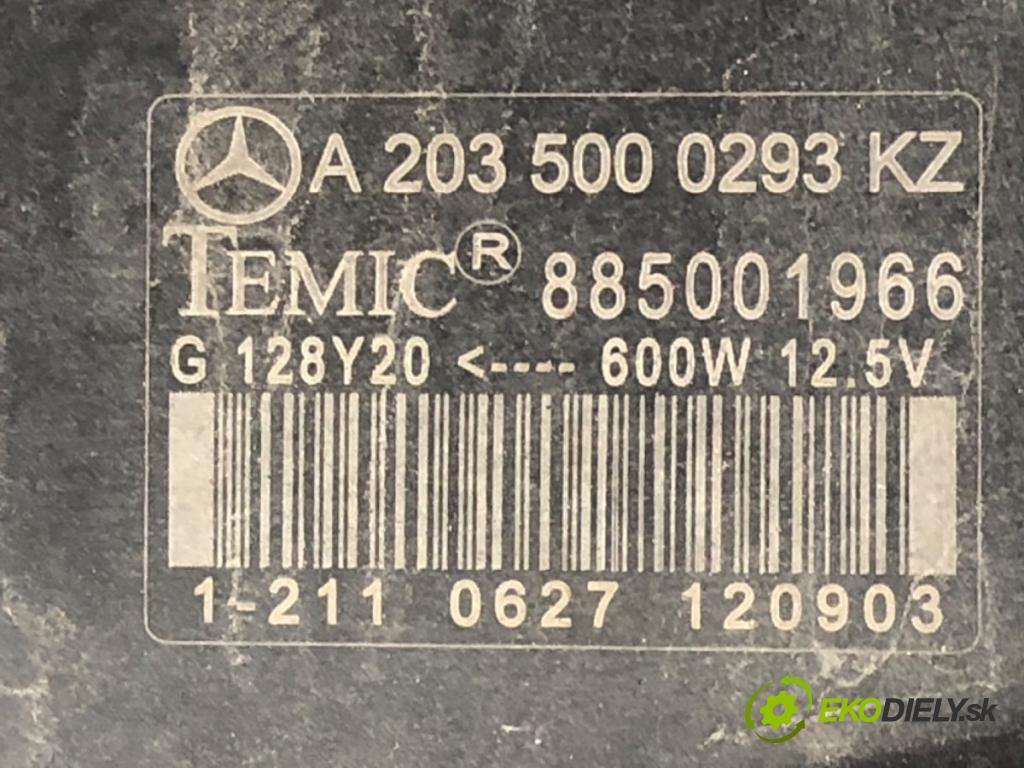 A 203 500 0293 KZ
TEMIC® 885001966
G 128Y20 <---- 600W 12.5V
1-211 0627 120903
EKODIELY.sk